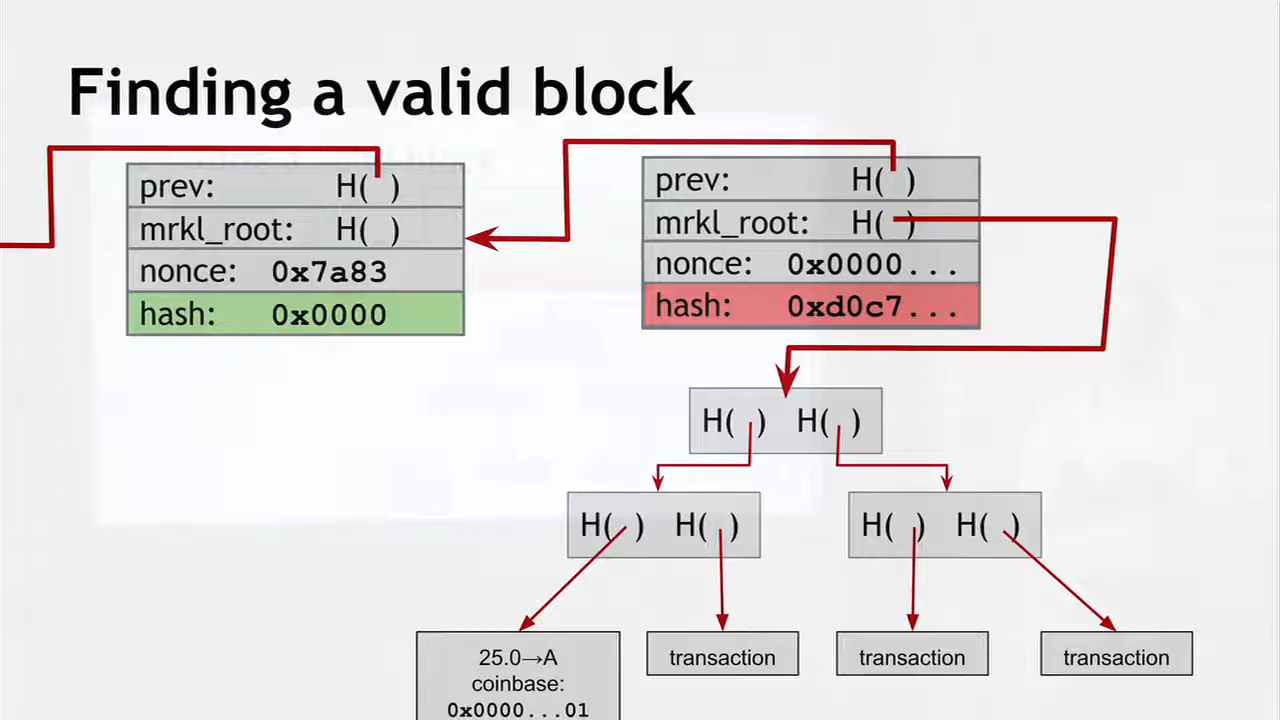 Finding a valid block
prev: H( )
mrkl_root: H( )
nonce: 0x7a83
hash: 0x0000
prev: H( )
mrkl_root: H( )
nonce: 0x0000...
hash: 0xd0c7...
H( ) H( )
H( ) H( )
H( ) H( )
25.0→A
coinbase:
0x0000...01
transaction
transaction
transaction